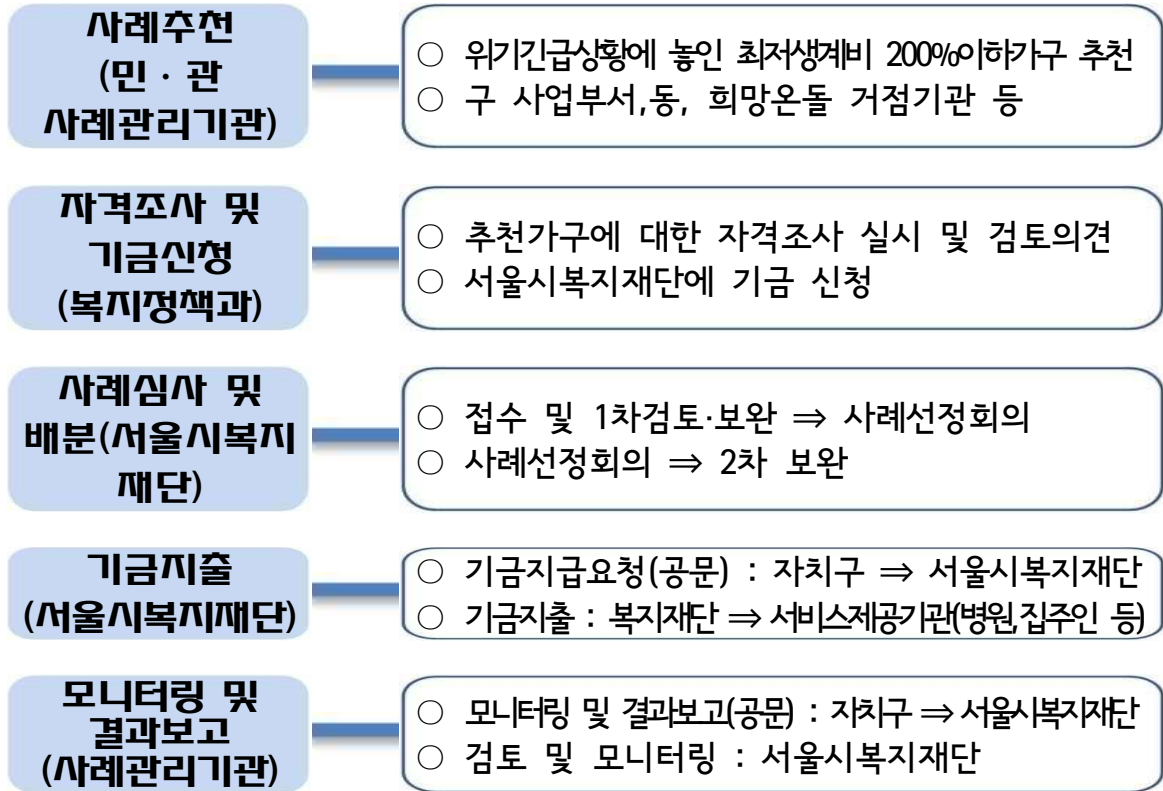 사례추천
(민 · 관
사례관리기관)
○ 위기긴급상황에 놓인 최저생계비 200%이하가구 추천
○ 구 사업부서,동, 희망온돌 거점기관 등
자격조사 및
기금신청
(복지정책과)
○ 추천가구에 대한 자격조사 실시 및 검토의견
○ 서울시복지재단에 기금 신청
사례심사 및
배분(서울시복지
재단)
○ 접수 및 1차검토·보완 ⇒ 사례선정회의
○ 사례선정회의 ⇒ 2차 보완
기금지출
(서울시복지재단)
○ 기금지급요청(공문) : 자치구 ⇒ 서울시복지재단
○ 기금지출 : 복지재단 ⇒ 서비스제공기관(병원,집주인 등)
모니터링 및
결과보고
(사례관리기관)
○ 모니터링 및 결과보고(공문) : 자치구 ⇒ 서울시복지재단
○ 검토 및 모니터링 : 서울시복지재단